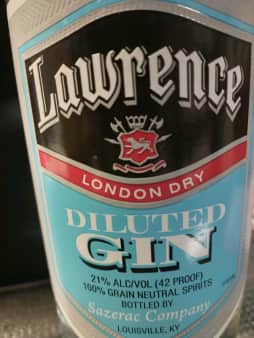 Lawrence
LONDON DRY
DILUTED
GIN
21% ALC/VOL (42 PROOF)
100% GRAIN NEUTRAL SPIRITS
BOTTLED BY
Sazerac Company
LOUISVILLE, KY